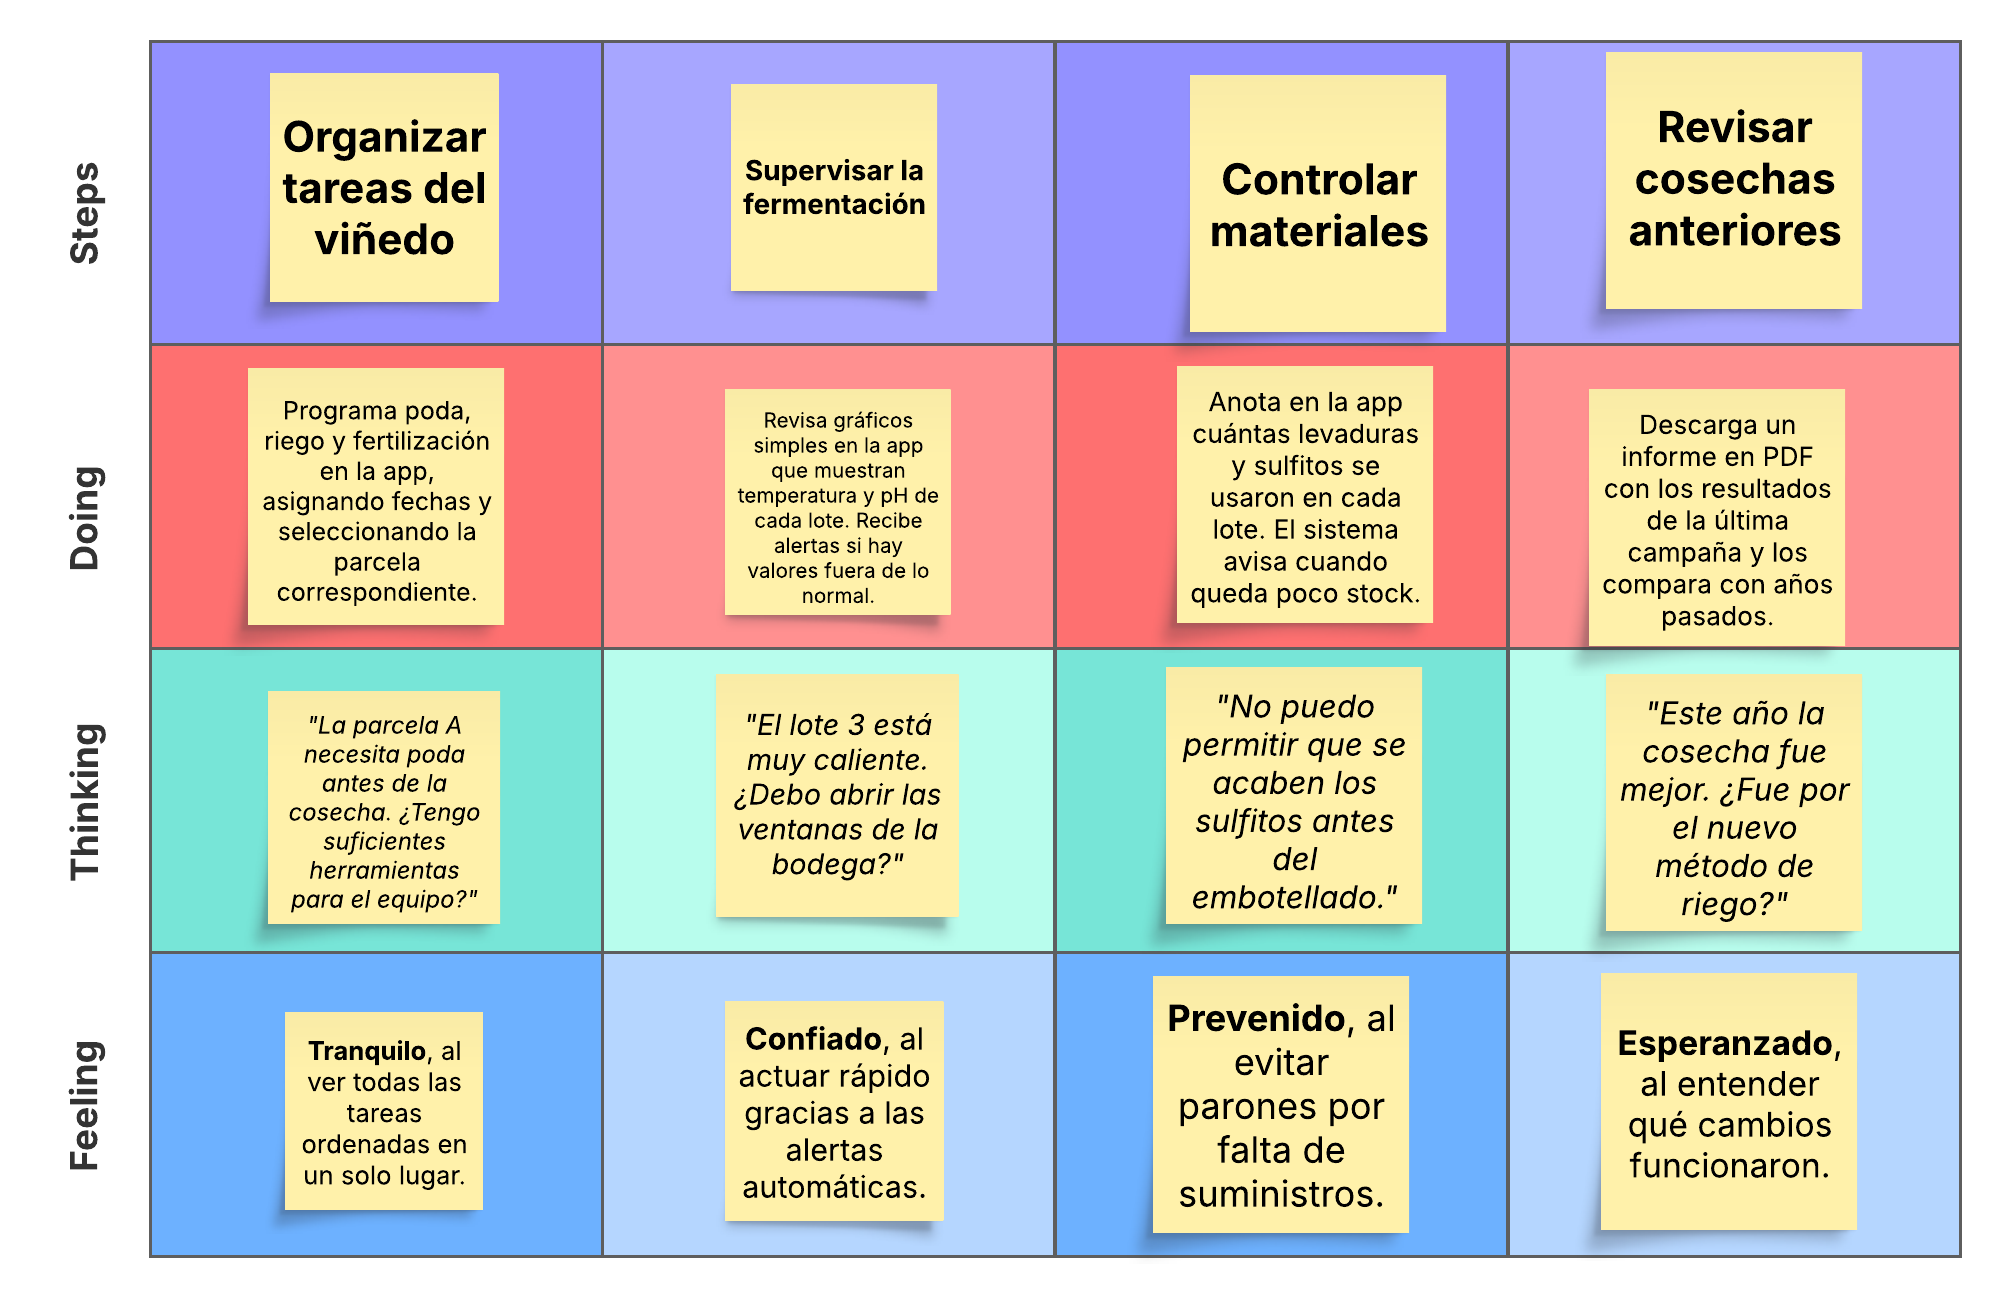 Steps
Organizar
tareas del
viñedo
Supervisar la
fermentación
Controlar
materiales
Revisar
cosechas
anteriores
Doing
Programa poda,
riego y fertilización
en la app,
asignando fechas y
seleccionando la
parcela
correspondiente.
Revisa gráficos
simples en la app
que muestran
temperatura y pH de
cada lote. Recibe
alertas si hay
valores fuera de lo
normal.
Anota en la app
cuántas levaduras
y sulfitos se
usaron en cada
lote. El sistema
avisa cuando
queda poco stock.
Descarga un
informe en PDF
con los resultados
de la última
campaña y los
compara con años
pasados.
Thinking
"La parcela A
necesita poda
antes de la
cosecha. ¿Tengo
suficientes
herramientas
para el equipo?"
"El lote 3 está
muy caliente.
¿Debo abrir las
ventanas de la
bodega?"
"No puedo
permitir que se
acaben los
sulfitos antes
del
embotellado."
"Este año la
cosecha fue
mejor. ¿Fue por
el nuevo
método de
riego?"
Feeling
Tranquilo, al
ver todas las
tareas
ordenadas en
un solo lugar.
Confiado, al
actuar rápido
gracias a las
alertas
automáticas.
Prevenido, al
evitar
parones por
falta de
suministros.
Esperanzado,
al entender
qué cambios
funcionaron.